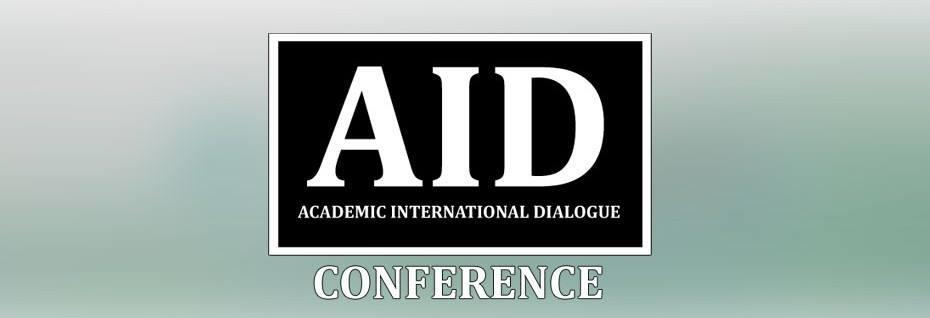 AID
ACADEMIC INTERNATIONAL DIALOGUE
CONFERENCE